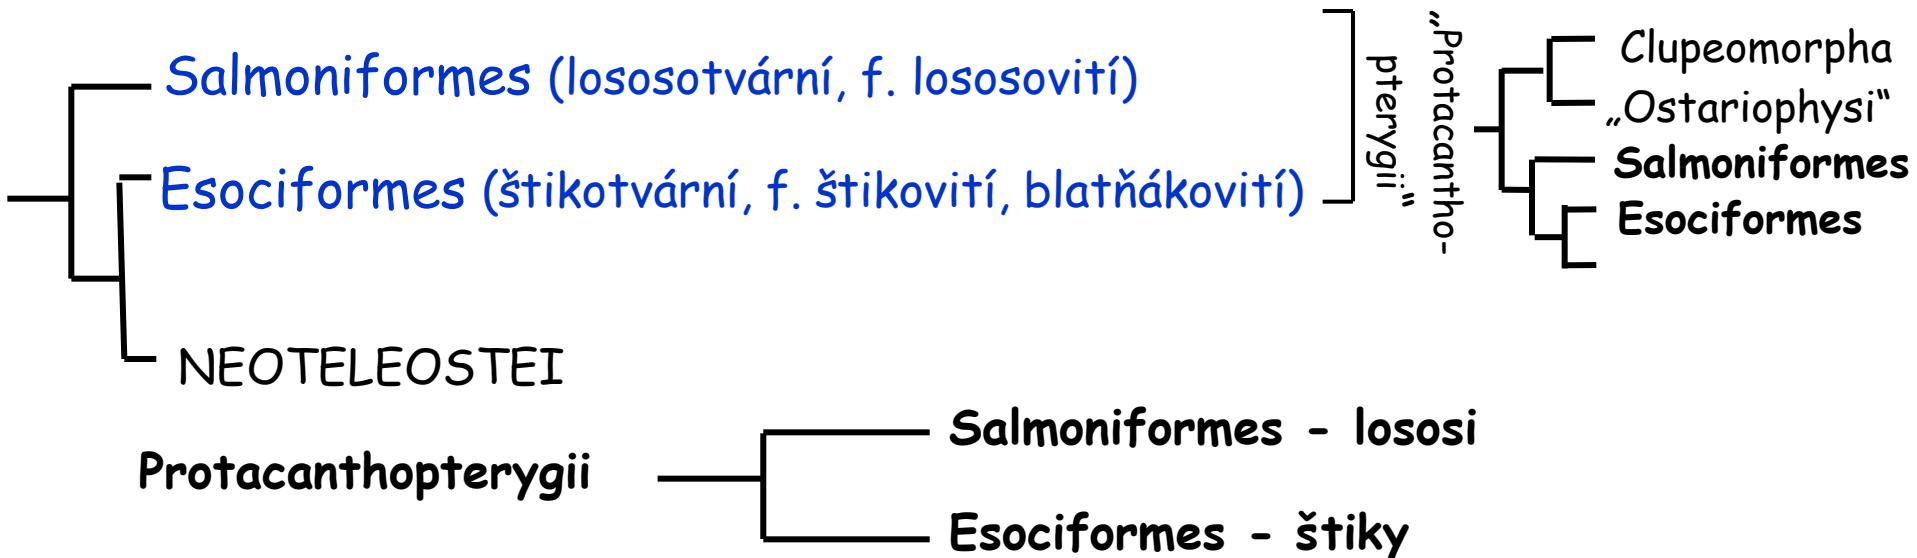 Salmoniformes (lososotvární, f. lososovití)
Esociformes (štikotvární, f. štikovití, blatňákovití)
NEOTELEOSTEI
„Protacantho-
pterygii“
Clupeomorpha
„Ostariophysi“
Salmoniformes
Esociformes
Protacanthopterygii
Salmoniformes - lososi
Esociformes - štiky